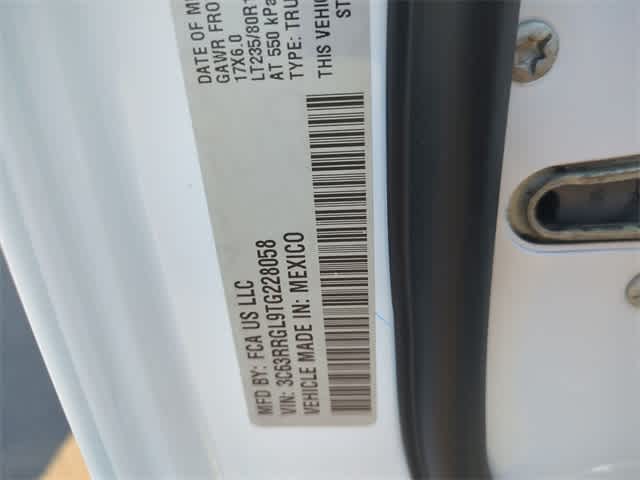 MFD BY: FCA US LLC
DATE OF M
GAWR FRO
17X6.0
LT235/80R1
AT 550 kPa
TYPE: TRU
VIN: 3C63RRGL9TG228058
THIS VEHIC
ST
VEHICLE MADE IN: MEXICO